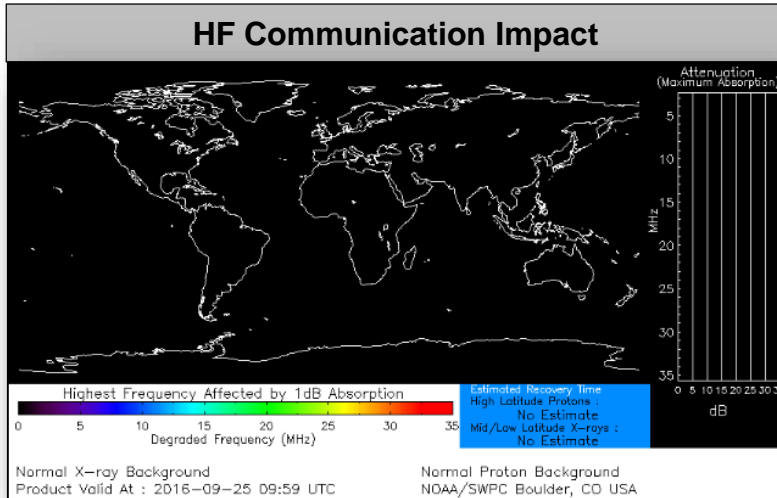 HF Communication Impact
Attenuation
(Maximum Absorption)
5
10
15
20
25
30
35
MHz
0 5 10 15 20 25 30
dB
Highest Frequency Affected by 1dB Absorption
0 5 10 15 20 25 30 35
Degraded Frequency (MHz)
Estimated Recovery Time
High Latitude Protons :
No Estimate
Mid/Low Latitude X-rays :
No Estimate
Normal X-ray Background
Product Valid At : 2016-09-25 09:59 UTC
Normal Proton Background
NOAA/SWPC Boulder, CO USA